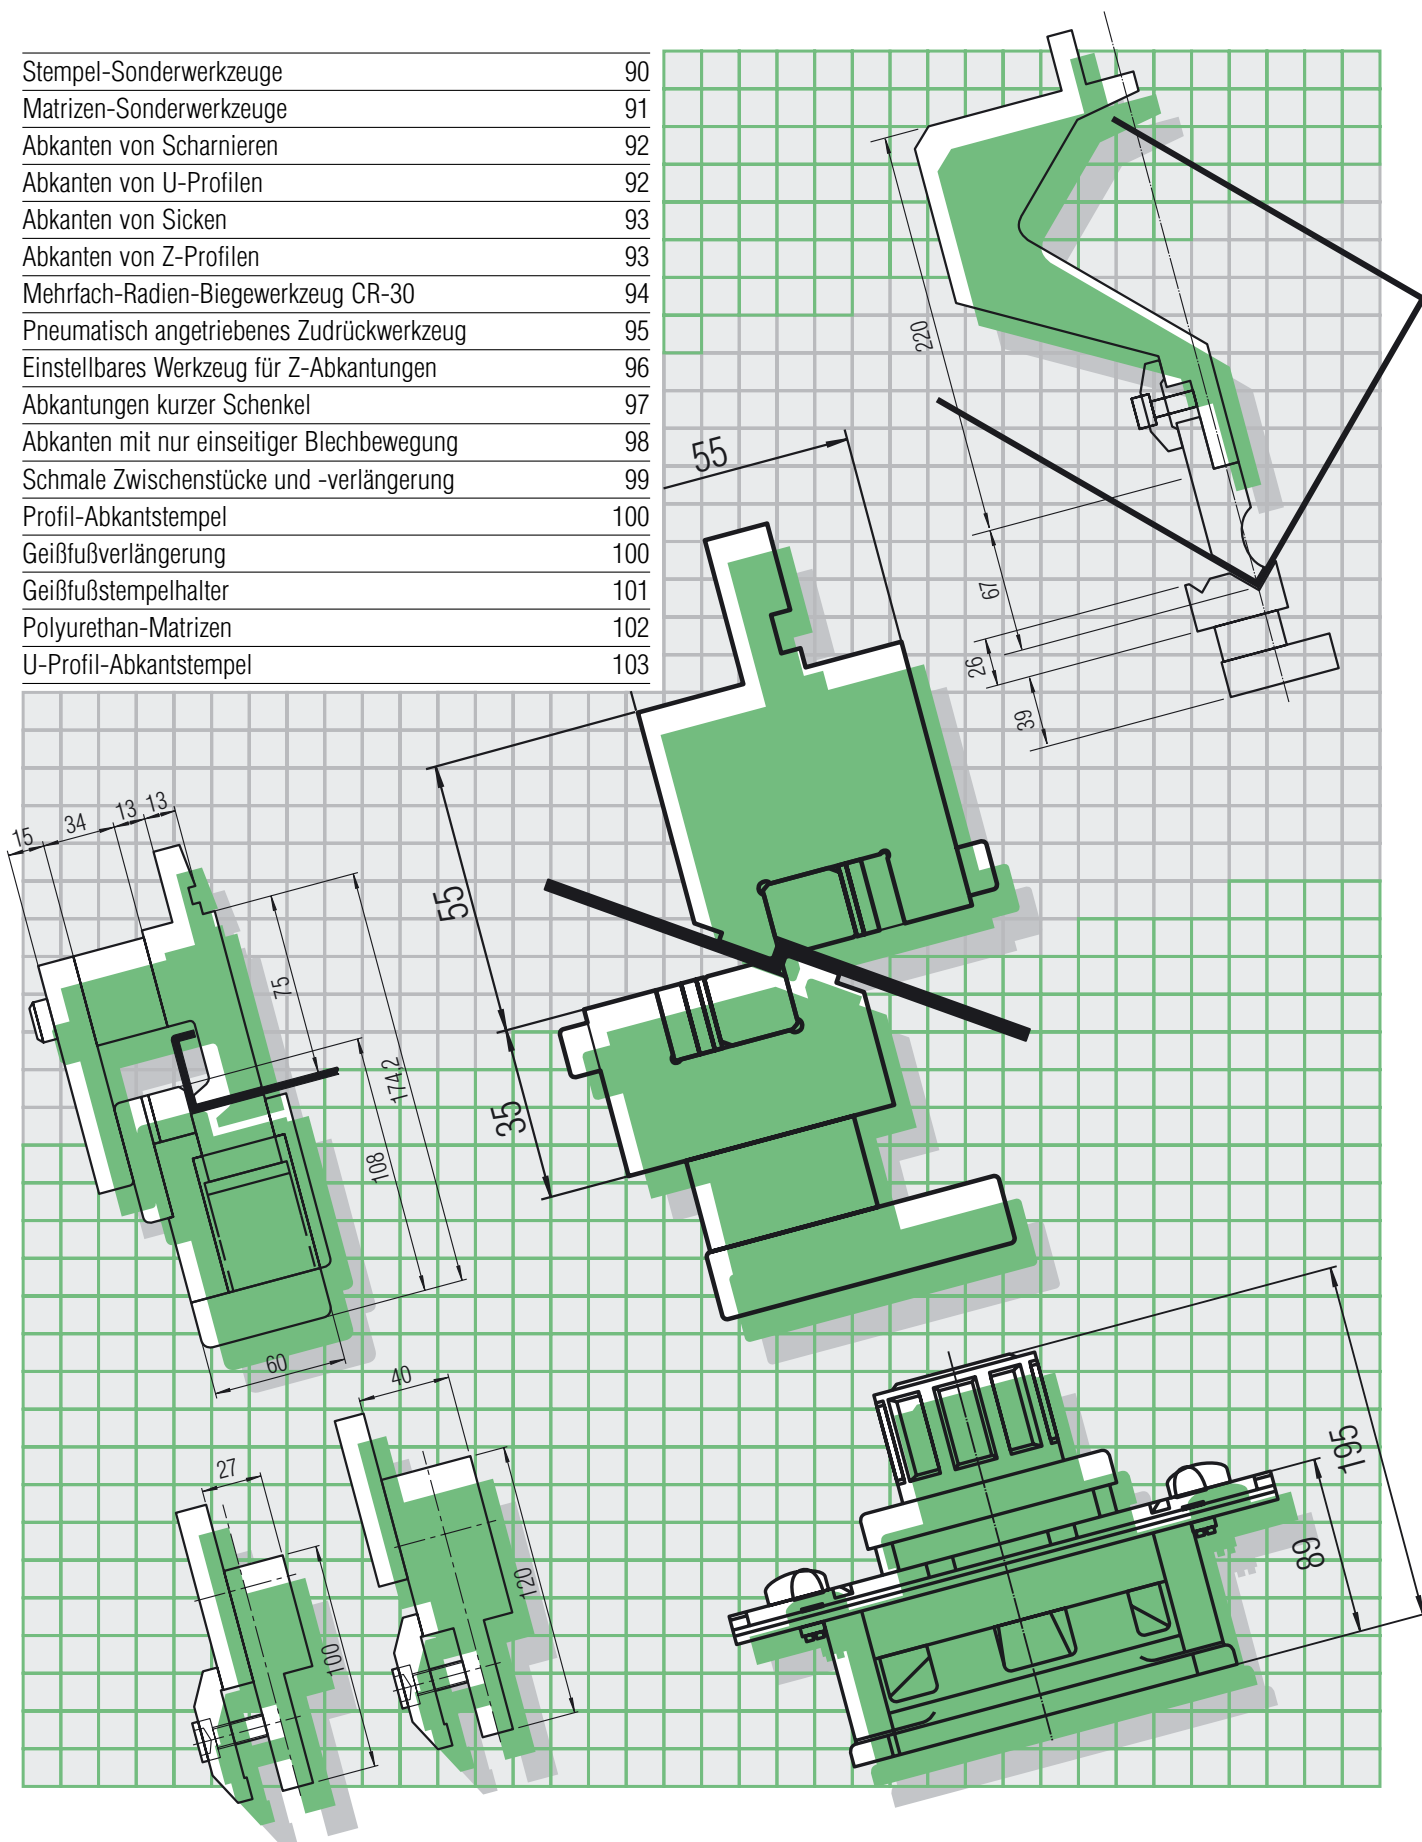 Stempel-Sonderwerkzeuge 90
Matrizen-Sonderwerkzeuge 91
Abkanten von Scharnieren 92
Abkanten von U-Profilen 92
Abkanten von Sicken 93
Abkanten von Z-Profilen 93
Mehrfach-Radien-Biegewerkzeug CR-30 94
Pneumatisch angetriebenes Zudrückwerkzeug 95
Einstellbares Werkzeug für Z-Abkantungen 96
Abkantungen kurzer Schenkel 97
Abkanten mit nur einseitiger Blechbewegung 98
Schmale Zwischenstücke und -verlängerung 99
Profil-Abkantstempel 100
Geißfußverlängerung 100
Geißfußstempelhalter 101
Polyurethan-Matrizen 102
U-Profil-Abkantstempel 103
220
67
26
39
55
55
35
15
34
13
13
75
174,2
108
60
40
120
27
100
195
89